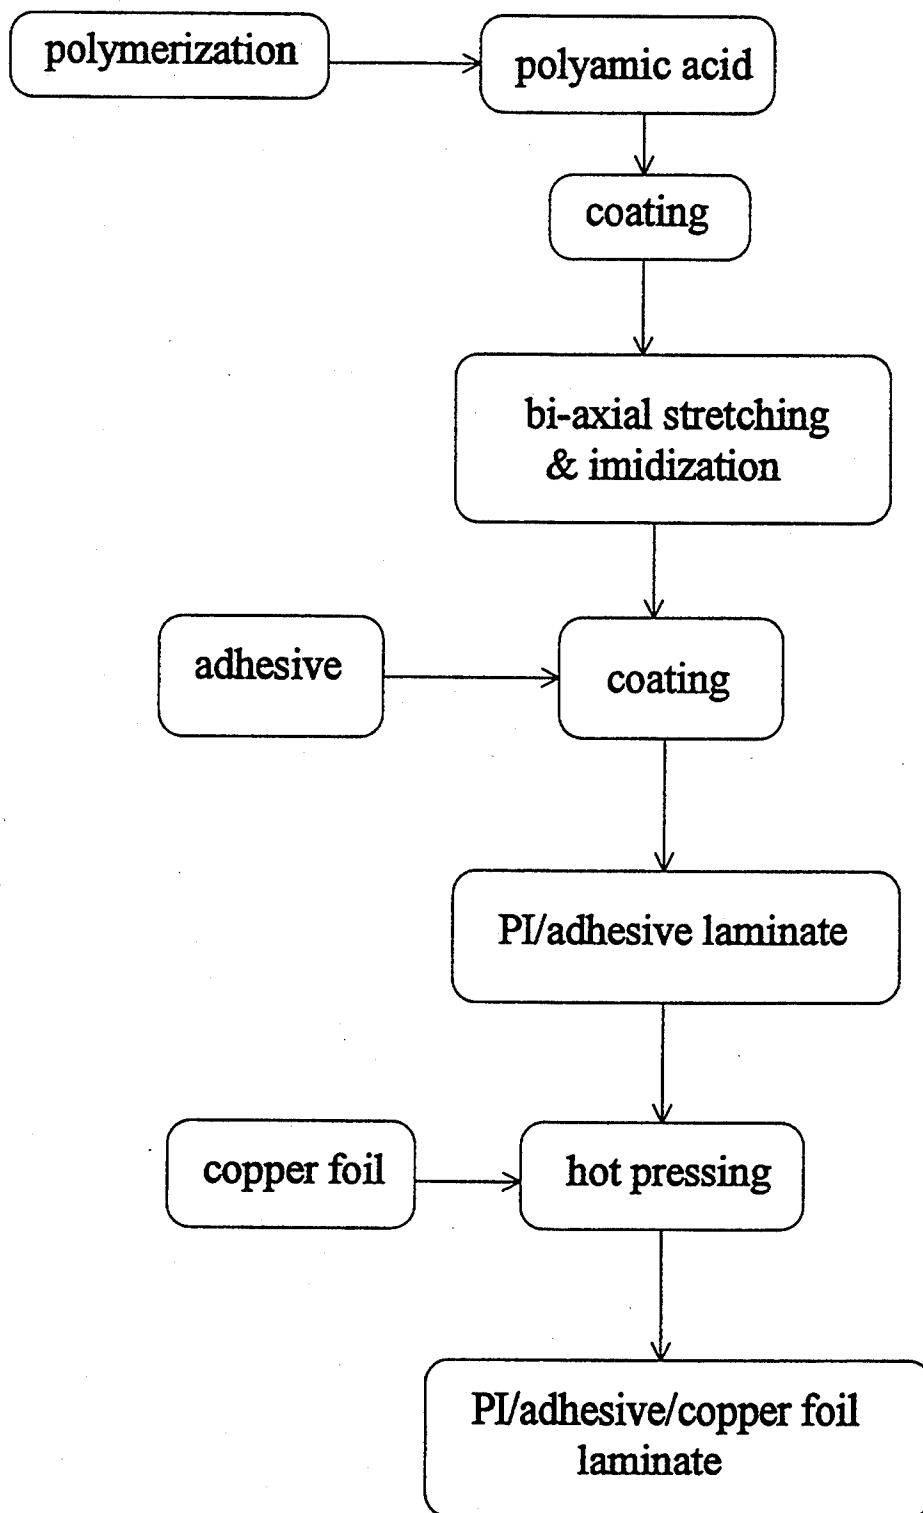 polymerization
polyamic acid
coating
bi-axial stretching
& imidization
adhesive
coating
PI/adhesive laminate
copper foil
hot pressing
PI/adhesive/copper foil
laminate